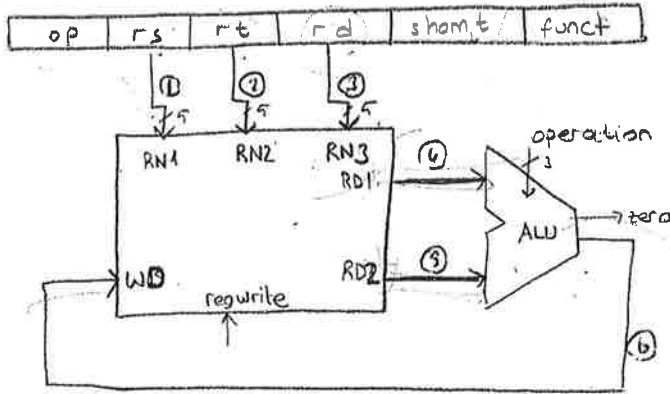 op rs rt rd shamt funct
① ② ③
5 5 5
RN1 RN2 RN3
operation
3
RD1 ④
zero
ALU
WD RD2 ⑤
regwrite
⑥